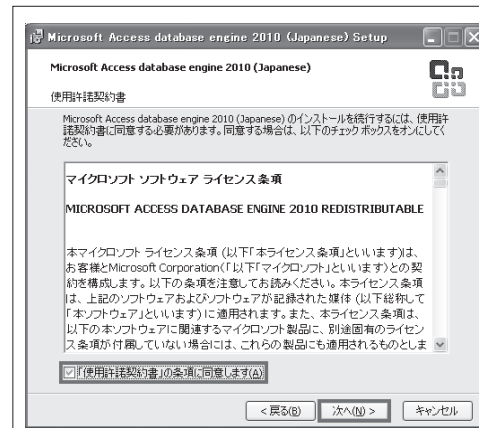 Microsoft Access database engine 2010 (Japanese) Setup
Microsoft Access database engine 2010 (Japanese)
使用許諾契約書
Microsoft Access database engine 2010 (Japanese) のインストールを続行するには、使用許
諾契約書に同意する必要があります。同意する場合は、以下のチェック ボックスをオンにしてく
ださい。
マイクロソフト ソフトウェア ライセンス条項
MICROSOFT ACCESS DATABASE ENGINE 2010 REDISTRIBUTABLE
本マイクロソフト ライセンス条項 (以下「本ライセンス条項」といいます)は、
お客様とMicrosoft Corporation(「以下「マイクロソフト」といいます)との契
約を構成します。以下の条項を注意してお読みください。本ライセンス条項
は、上記のソフトウェアおよびソフトウェアが記録された媒体 (以下総称して
「本ソフトウェア」といいます) に適用されます。また、本ライセンス条項は、
以下の本ソフトウェアに関連するマイクロソフト製品に、別途固有のライセン
ス条項が付属していない場合には、これらの製品にも適用されるものとしま
「使用許諾契約書」の条項に同意します(A)
< 戻る(B)
次へ(N) >
キャンセル